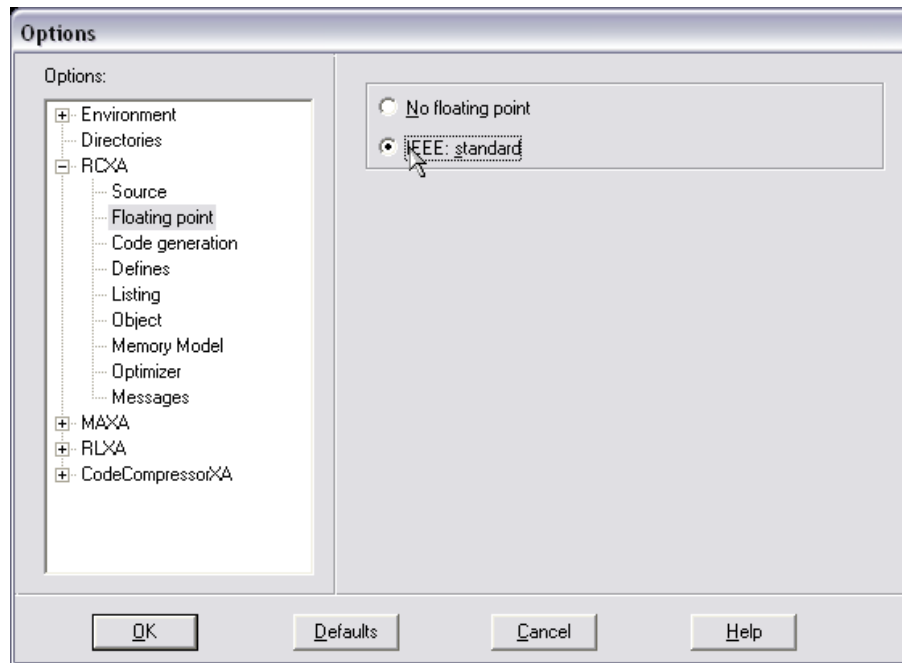 Options
Options:
Environment
Directories
RCXA
Source
Floating point
Code generation
Defines
Listing
Object
Memory Model
Optimizer
Messages
MAXA
RLXA
CodeCompressorXA
No floating point
IEEE: standard
OK
Defaults
Cancel
Help